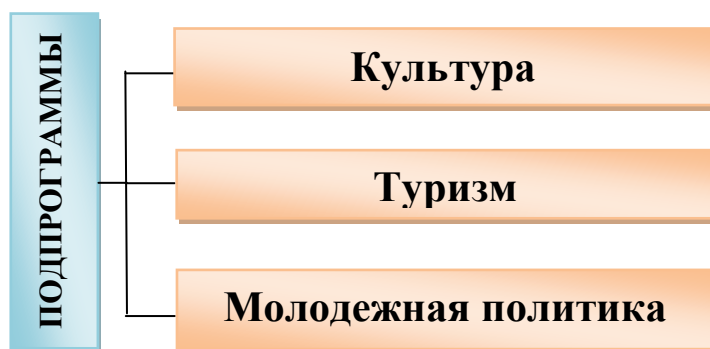 ПОДПРОГРАММЫ
Культура
Туризм
Молодежная политика